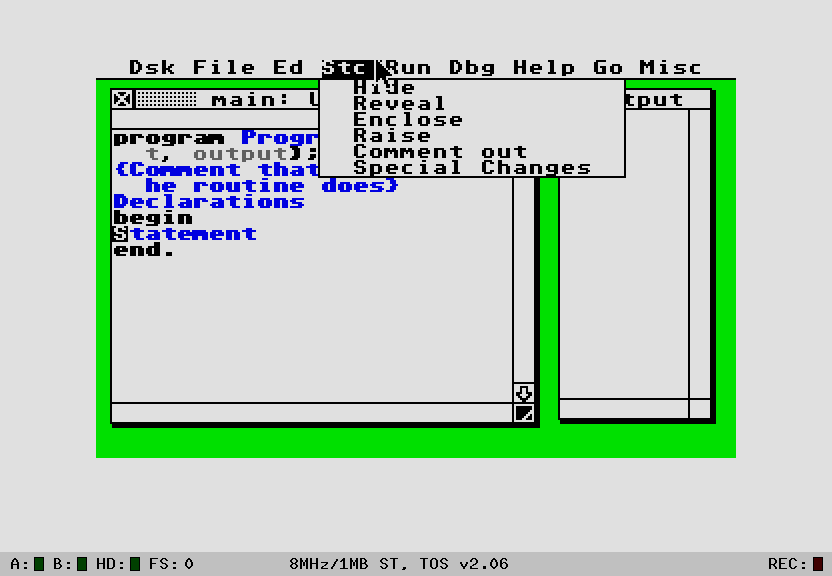 Dsk File Ed Stc Run Dbg Help Go Misc
Hide
Reveal
Enclose
Raise
Comment out
Special Changes
main:
tput
program Progr
t, output);
{Comment that
he routine does}
Declarations
begin
Statement
end.
A: B: HD: FS: 0 8MHz/1MB ST, TOS v2.06 REC: